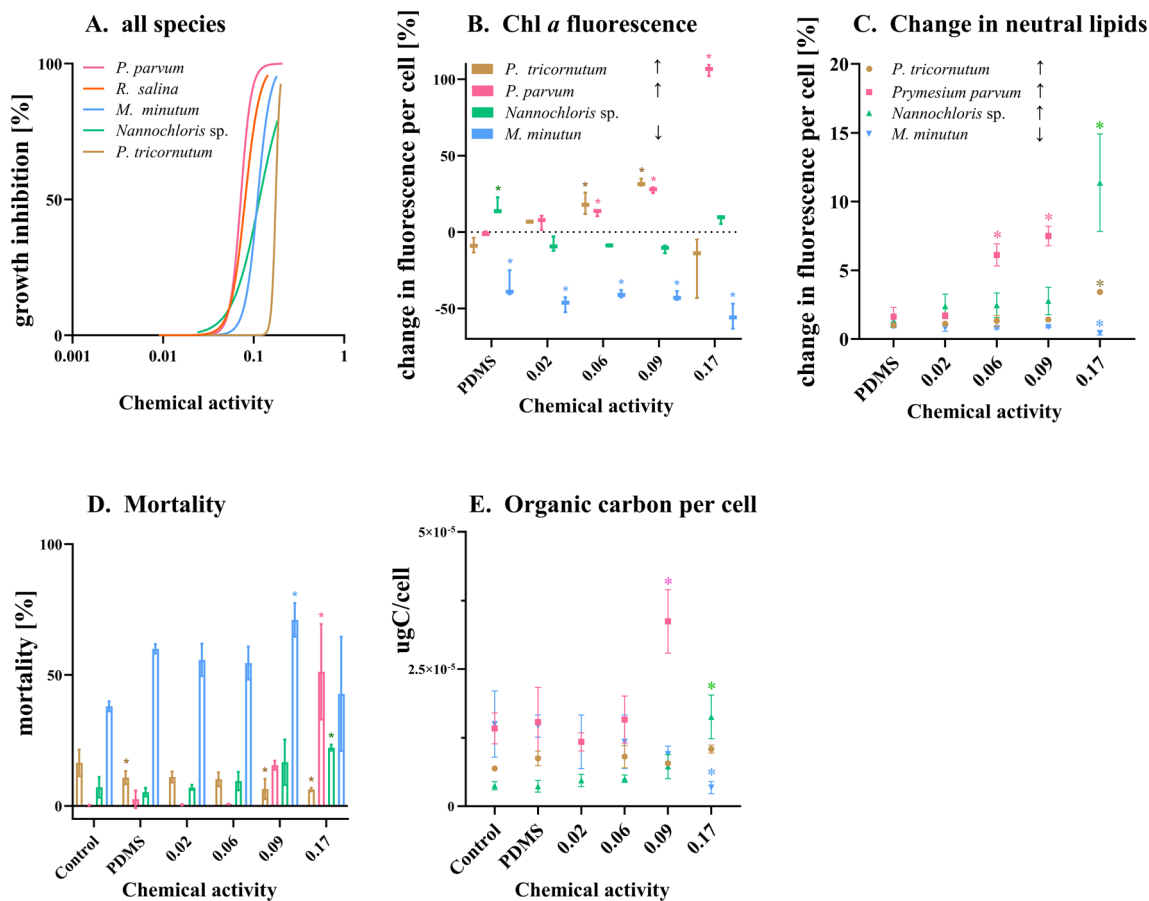 A. all species
growth inhibition [%]
100
50
0
P. parvum
R. salina
M. minutum
Nannochloris sp.
P. tricornutum
0.001
0.01
0.1
1
Chemical activity
B. Chl a fluorescence
change in fluorescence per cell [%]
100
50
0
-50
P. tricornutum ↑
P. parvum ↑
Nannochloris sp.
M. minutun ↓
*
*
*
*
*
*
*
*
*
*
*
PDMS
0.02
0.06
0.09
0.17
Chemical activity
C. Change in neutral lipids
change in fluorescence per cell [%]
20
15
10
5
0
P. tricornutum ↑
Prymesium parvum ↑
Nannochloris sp. ↑
M. minutun ↓
*
*
*
*
*
PDMS
0.02
0.06
0.09
0.17
Chemical activity
D. Mortality
mortality [%]
100
50
0
*
*
*
*
*
*
Control
PDMS
0.02
0.06
0.09
0.17
Chemical activity
E. Organic carbon per cell
ugC/cell
5×10-5
2.5×10-5
0
*
*
*
Control
PDMS
0.02
0.06
0.09
0.17
Chemical activity